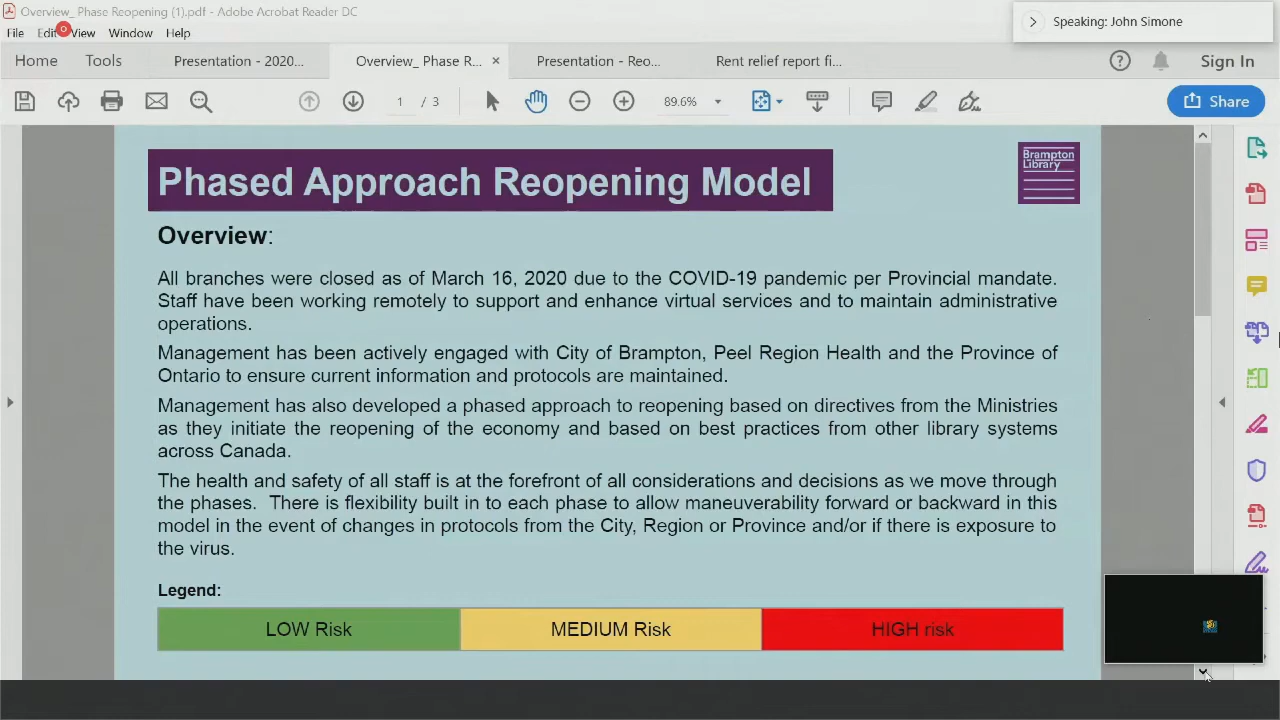 Overview_ Phase Reopening (1).pdf - Adobe Acrobat Reader DC
Speaking: John Simone
File Edit View Window Help
Home Tools Presentation - 2020... Overview_ Phase R... × Presentation - Reo... Rent relief report fi... Sign In
1 / 3 89.6% Share
Phased Approach Reopening Model
Brampton
Library
Overview:
All branches were closed as of March 16, 2020 due to the COVID-19 pandemic per Provincial mandate.
Staff have been working remotely to support and enhance virtual services and to maintain administrative
operations.
Management has been actively engaged with City of Brampton, Peel Region Health and the Province of
Ontario to ensure current information and protocols are maintained.
Management has also developed a phased approach to reopening based on directives from the Ministries
as they initiate the reopening of the economy and based on best practices from other library systems
across Canada.
The health and safety of all staff is at the forefront of all considerations and decisions as we move through
the phases.  There is flexibility built in to each phase to allow maneuverability forward or backward in this
model in the event of changes in protocols from the City, Region or Province and/or if there is exposure to
the virus.
Legend:
LOW Risk MEDIUM Risk HIGH risk